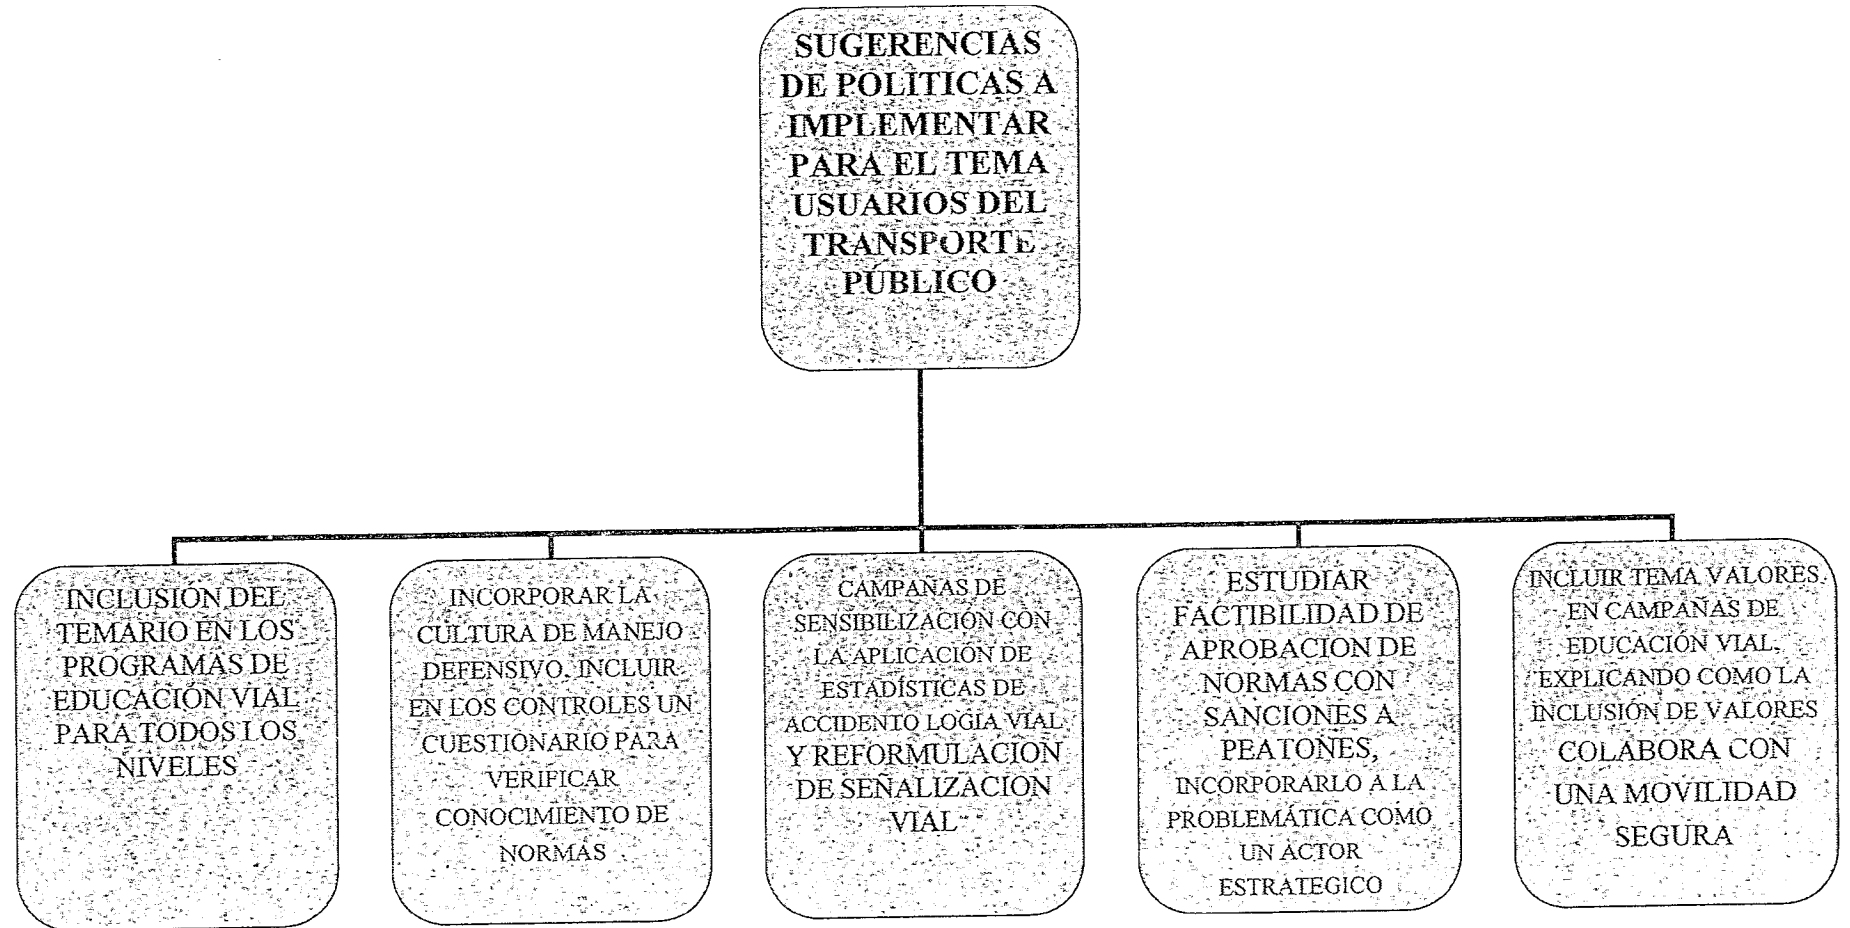 SUGERENCIAS
DE POLÍTICAS A
IMPLEMENTAR
PARA EL TEMA
USUARIOS DEL
TRANSPORTE
PÚBLICO
INCLUSIÓN DEL
TEMARIO EN LOS
PROGRAMAS DE
EDUCACIÓN VIAL
PARA TODOS LOS
NIVELES
INCORPORAR LA
CULTURA DE MANEJO
DEFENSIVO, INCLUIR
EN LOS CONTROLES UN
CUESTIONARIO PARA
VERIFICAR
CONOCIMIENTO DE
NORMAS
CAMPAÑAS DE
SENSIBILIZACIÓN CON
LA APLICACIÓN DE
ESTADÍSTICAS DE
ACCIDENTO LOGÍA VIAL
Y REFORMULACION
DE SEÑALIZACION
VIAL
ESTUDIAR
FACTIBILIDAD DE
APROBACION DE
NORMAS CON
SANCIONES A
PEATONES,
INCORPORARLO A LA
PROBLEMÁTICA COMO
UN ACTOR
ESTRATEGICO
INCLUIR TEMA VALORES
EN CAMPAÑAS DE
EDUCACIÓN VIAL,
EXPLICANDO COMO LA
INCLUSIÓN DE VALORES
COLABORA CON
UNA MOVILIDAD
SEGURA